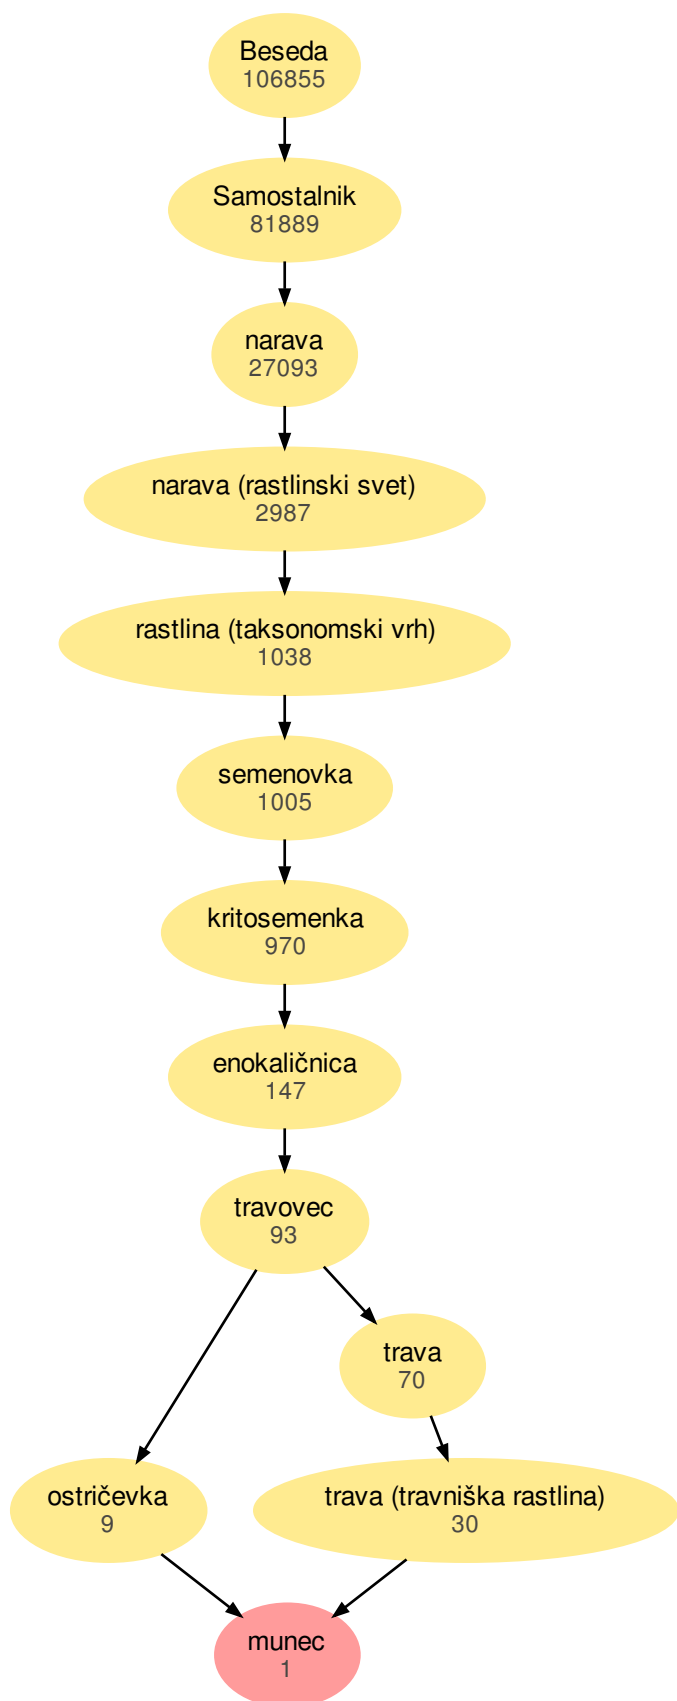 Beseda
106855
Samostalnik
81889
narava
27093
narava (rastlinski svet)
2987
rastlina (taksonomski vrh)
1038
semenovka
1005
kritosemenka
970
enokaličnica
147
travovec
93
trava
70
ostričevka
9
trava (travniška rastlina)
30
munec
1